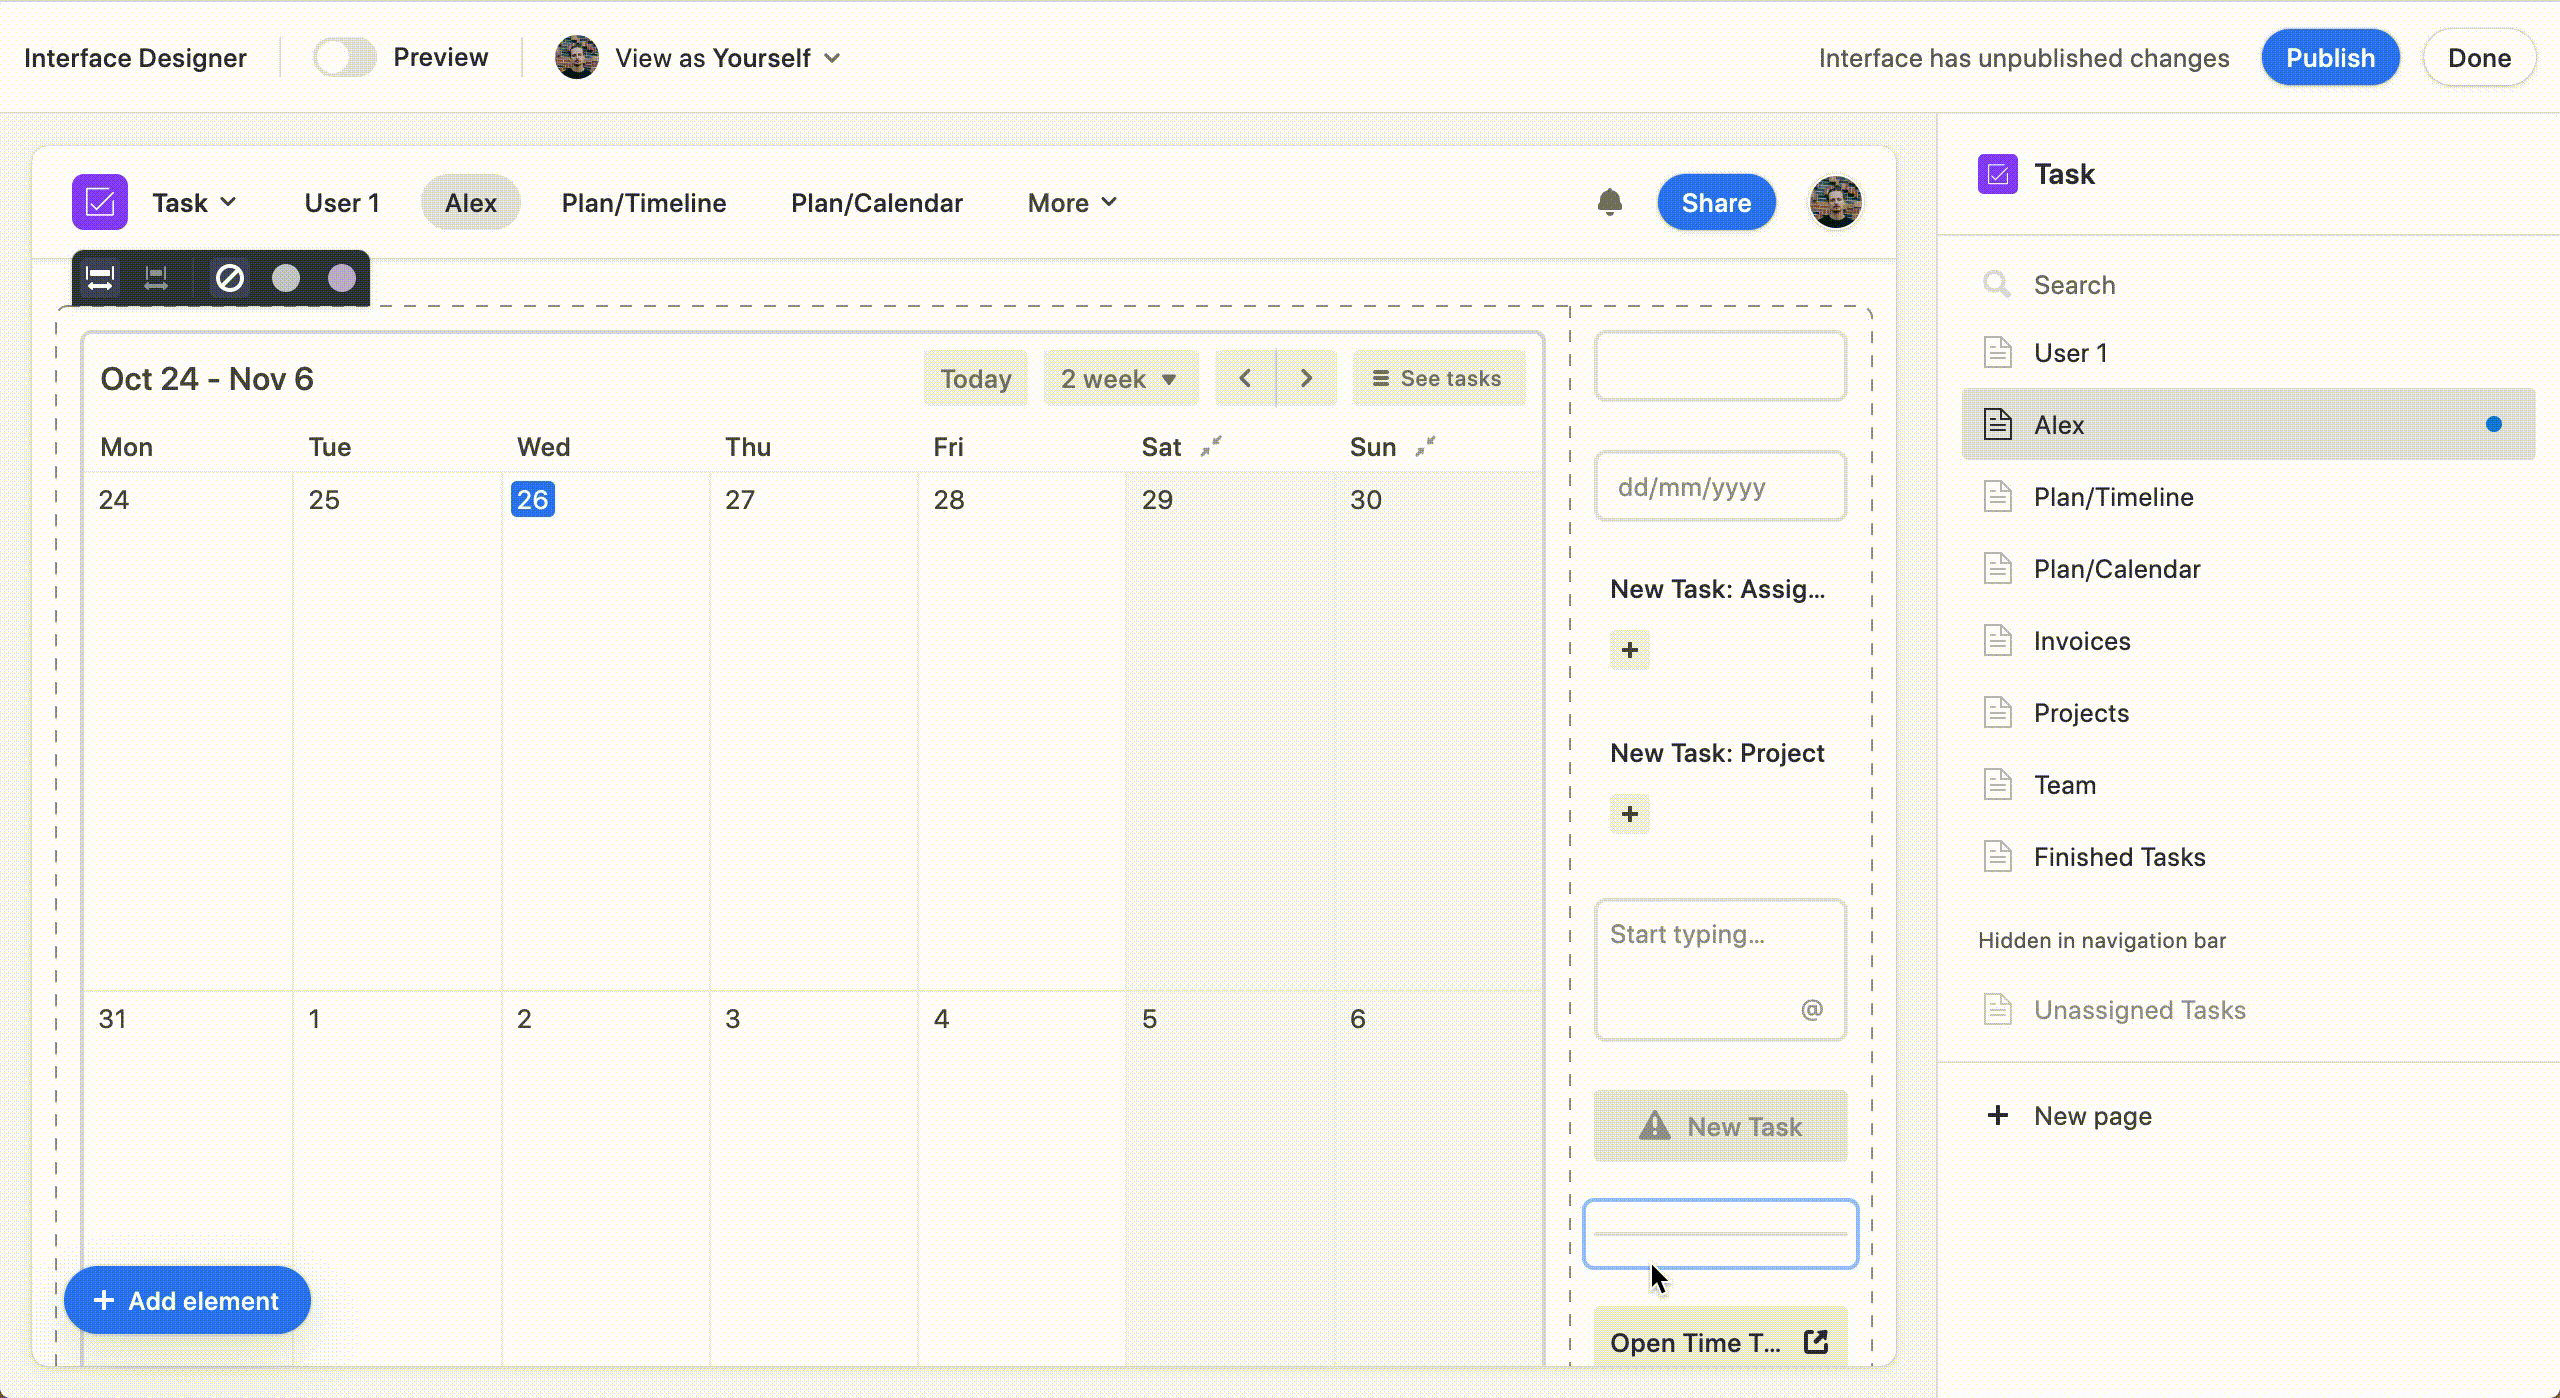 Interface Designer
Preview
View as Yourself
Interface has unpublished changes
Publish
Done
Task
User 1
Alex
Plan/Timeline
Plan/Calendar
More
Share
Oct 24 - Nov 6
Today
2 week
See tasks
Mon Tue Wed Thu Fri Sat Sun
24 25 26 27 28 29 30
31 1 2 3 4 5 6
Add element
dd/mm/yyyy
New Task: Assig...
+
New Task: Project
+
Start typing...
@
New Task
Open Time T...
Task
Search
User 1
Alex
Plan/Timeline
Plan/Calendar
Invoices
Projects
Team
Finished Tasks
Hidden in navigation bar
Unassigned Tasks
+ New page